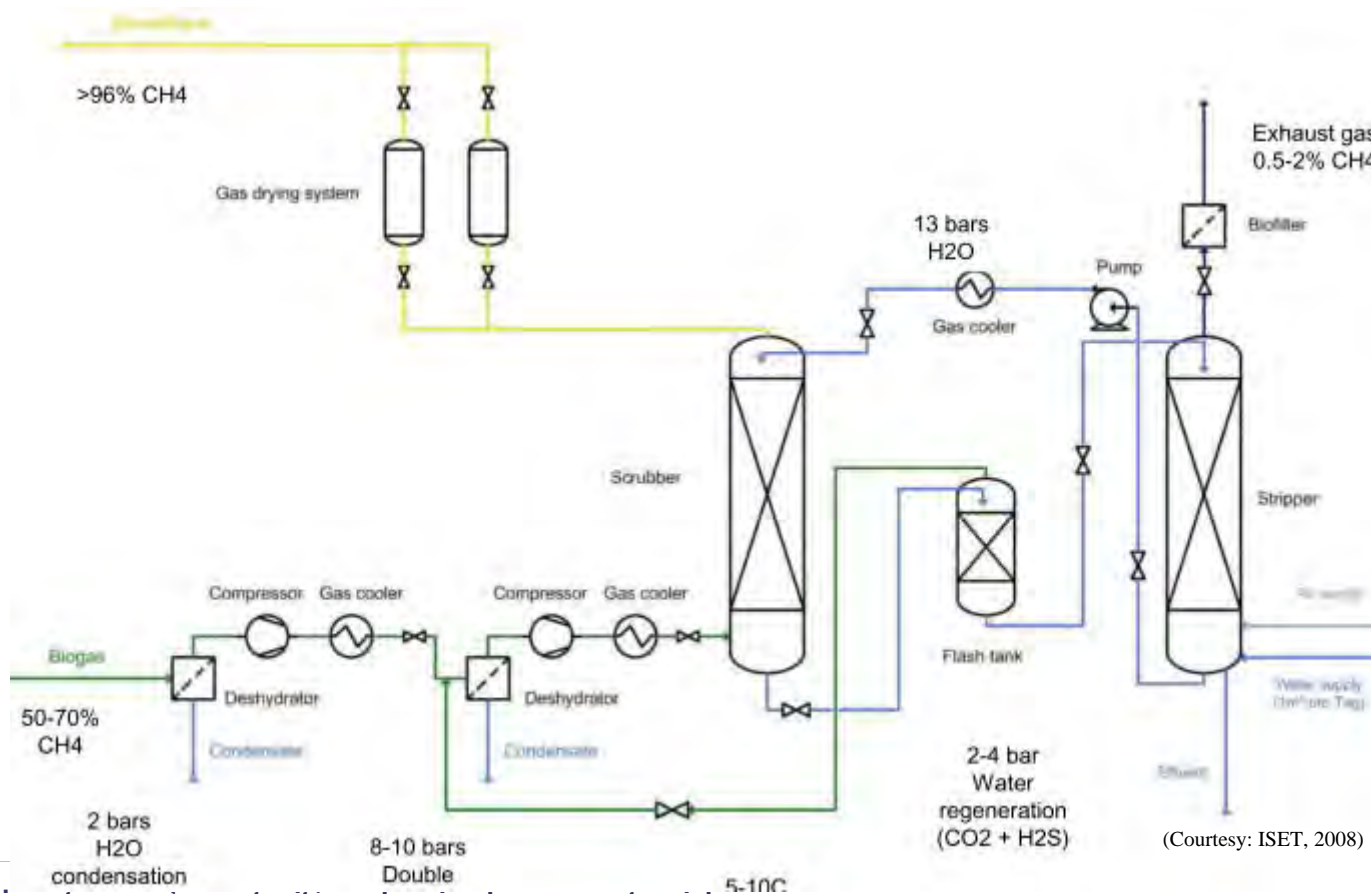 >96% CH4
Exhaust gas
0.5-2% CH4
Gas drying system
13 bars
H2O
Biofilter
Pump
Gas cooler
Scrubber
Stripper
Compressor
Gas cooler
Compressor
Gas cooler
Biogas
Deshydrator
Deshydrator
Flash tank
50-70%
CH4
Condensate
Condensate
Water supply
Effluent
2-4 bar
Water
regeneration
(CO2 + H2S)
2 bars
H2O
condensation
8-10 bars
Double
5-10C
(Courtesy: ISET, 2008)